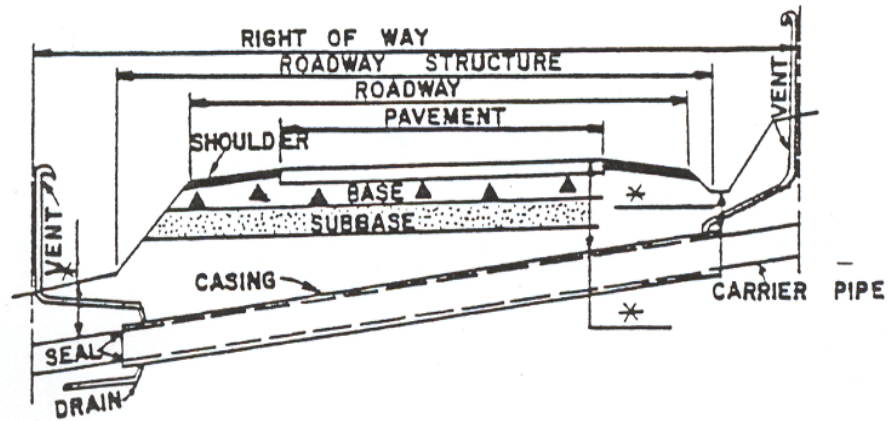 RIGHT OF WAY
ROADWAY STRUCTURE
ROADWAY
PAVEMENT
SHOULDER
VENT
BASE
*
SUBBASE
VENT
*
CASING
CARRIER PIPE
*
SEAL
DRAIN